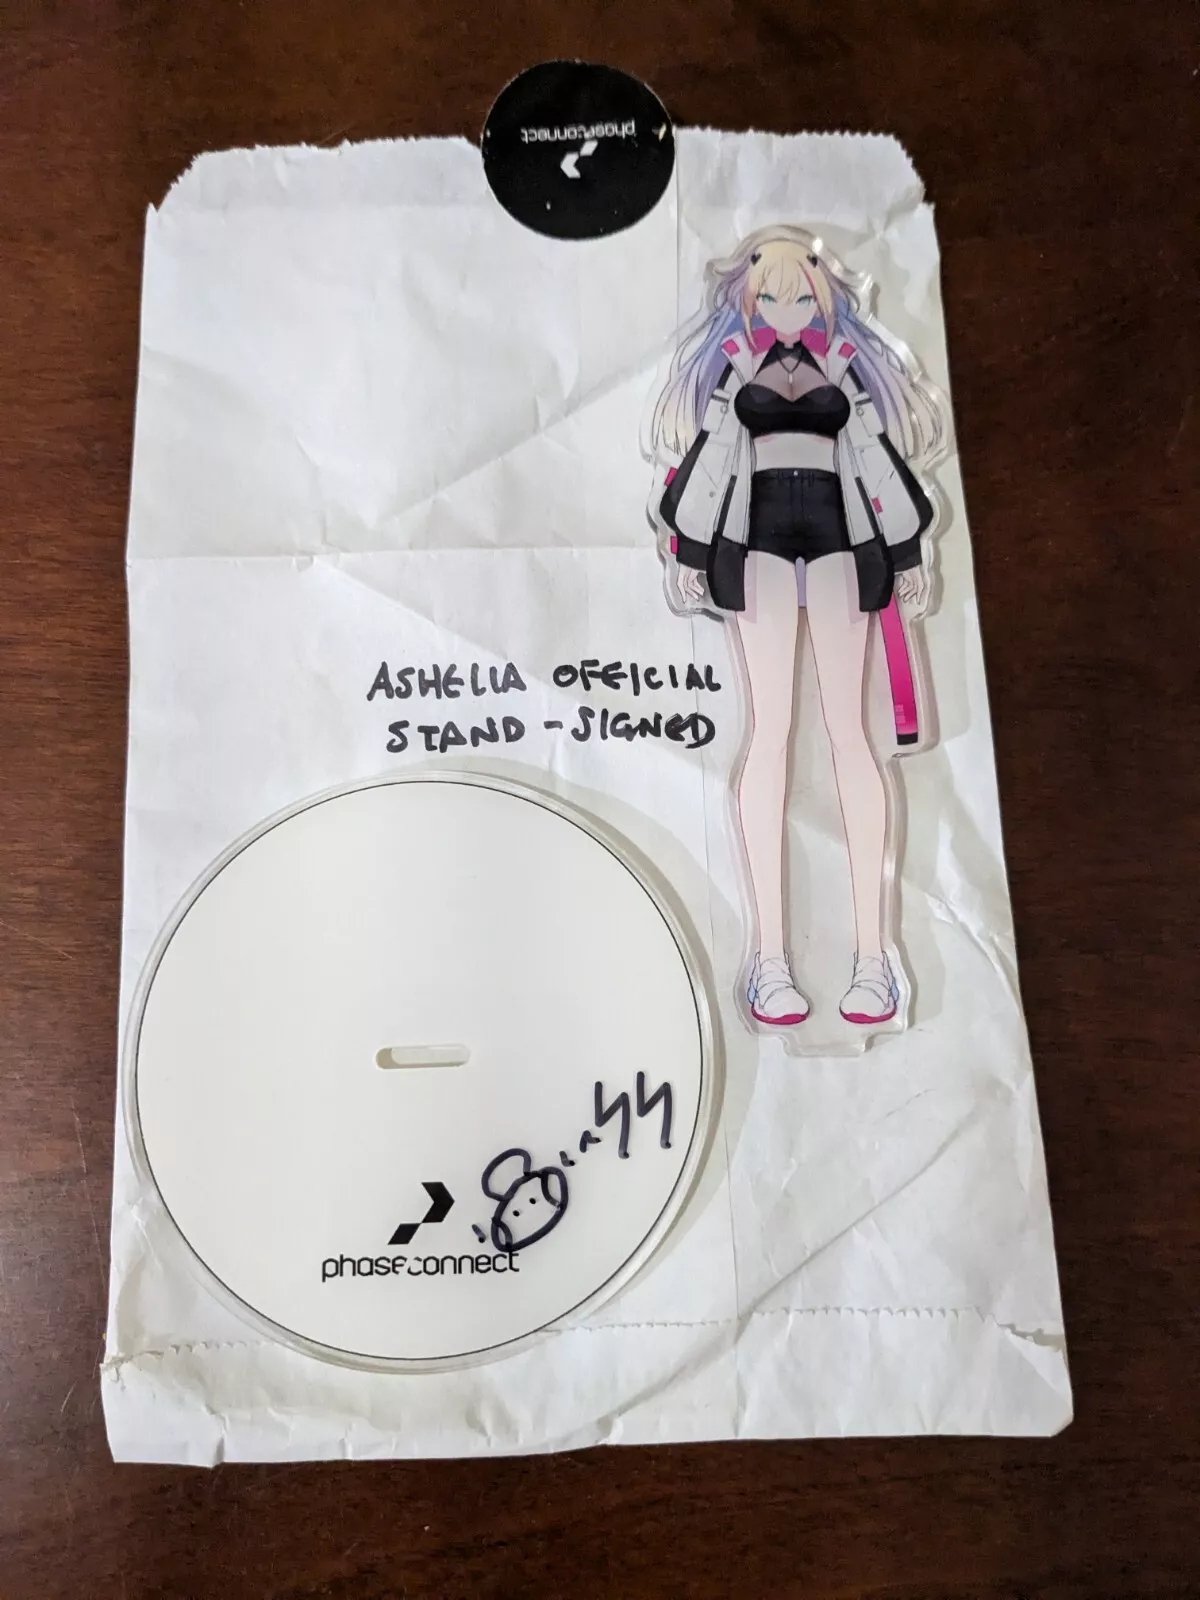 phaseconnect
ASHELIA OFFICIAL
STAND - SIGNED
phaseconnect